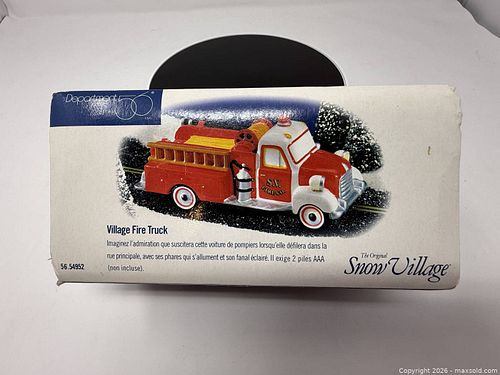 Department 56
S.V.
FIRE CO.
Village Fire Truck
Imaginez l'admiration que suscitera cette voiture de pompiers lorsqu'elle défilera dans la
rue principale, avec ses phares qui s'allument et son fanal éclairé. Il exige 2 piles AAA
(non incluse).
56.54952
The Original
Snow Village
Copyright 2026 - maxsold.com